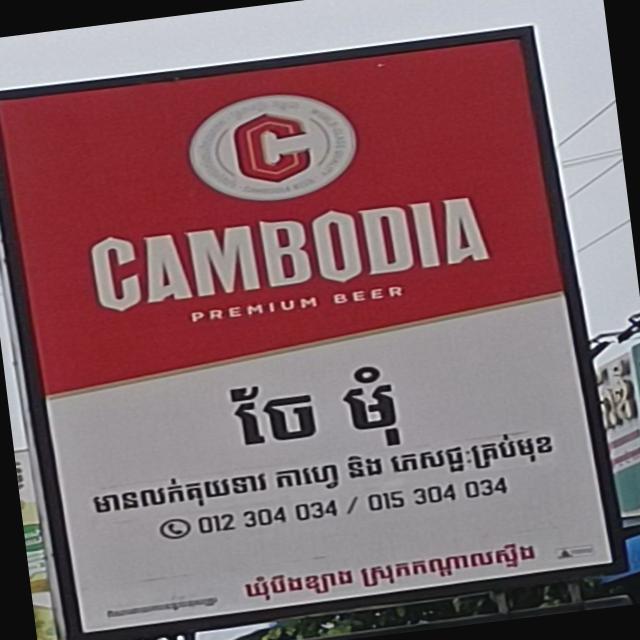 CAMBODIA
PREMIUM BEER
ចែ ម៉ុំ
មានលក់គុយទាវ កាហ្វេ និង ភេសជ្ជៈគ្រប់មុខ
012 304 034 / 015 304 034
ឃុំបឹងខ្យាង ស្រុកកណ្ដាលស្ទឹង